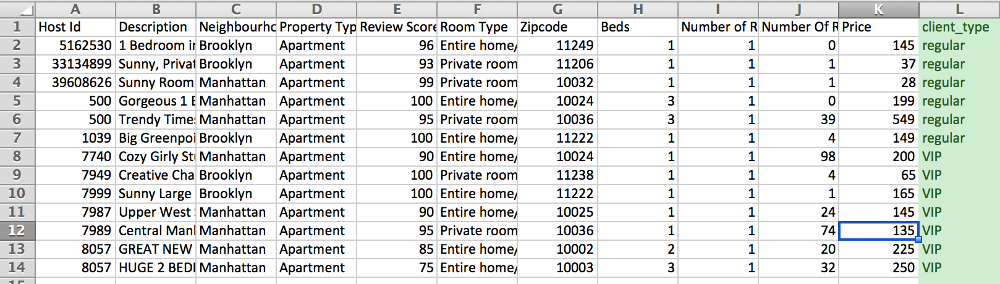 A B C D E F G H I J K L
1 Host Id Description Neighbourho Property Typ Review Score Room Type Zipcode Beds Number of R Number Of R Price client_type
2 5162530 1 Bedroom in Brooklyn Apartment 96 Entire home/ 11249 1 1 0 145 regular
3 33134899 Sunny, Privat Brooklyn Apartment 93 Private room 11206 1 1 1 37 regular
4 39608626 Sunny Room Manhattan Apartment 99 Private room 10032 1 1 1 28 regular
5 500 Gorgeous 1 B Manhattan Apartment 100 Entire home/ 10024 3 1 0 199 regular
6 500 Trendy Times Manhattan Apartment 95 Private room 10036 3 1 39 549 regular
7 1039 Big Greenpoi Brooklyn Apartment 100 Entire home/ 11222 1 1 4 149 regular
8 7740 Cozy Girly Stu Manhattan Apartment 90 Entire home/ 10024 1 1 98 200 VIP
9 7949 Creative Cha Brooklyn Apartment 100 Private room 11238 1 1 4 65 VIP
10 7999 Sunny Large Brooklyn Apartment 100 Entire home/ 11222 1 1 1 165 VIP
11 7987 Upper West Manhattan Apartment 90 Entire home/ 10025 1 1 24 145 VIP
12 7989 Central Manh Manhattan Apartment 95 Private room 10036 1 1 74 135 VIP
13 8057 GREAT NEW Manhattan Apartment 85 Entire home/ 10002 2 1 20 225 VIP
14 8057 HUGE 2 BEDR Manhattan Apartment 75 Entire home/ 10003 3 1 32 250 VIP